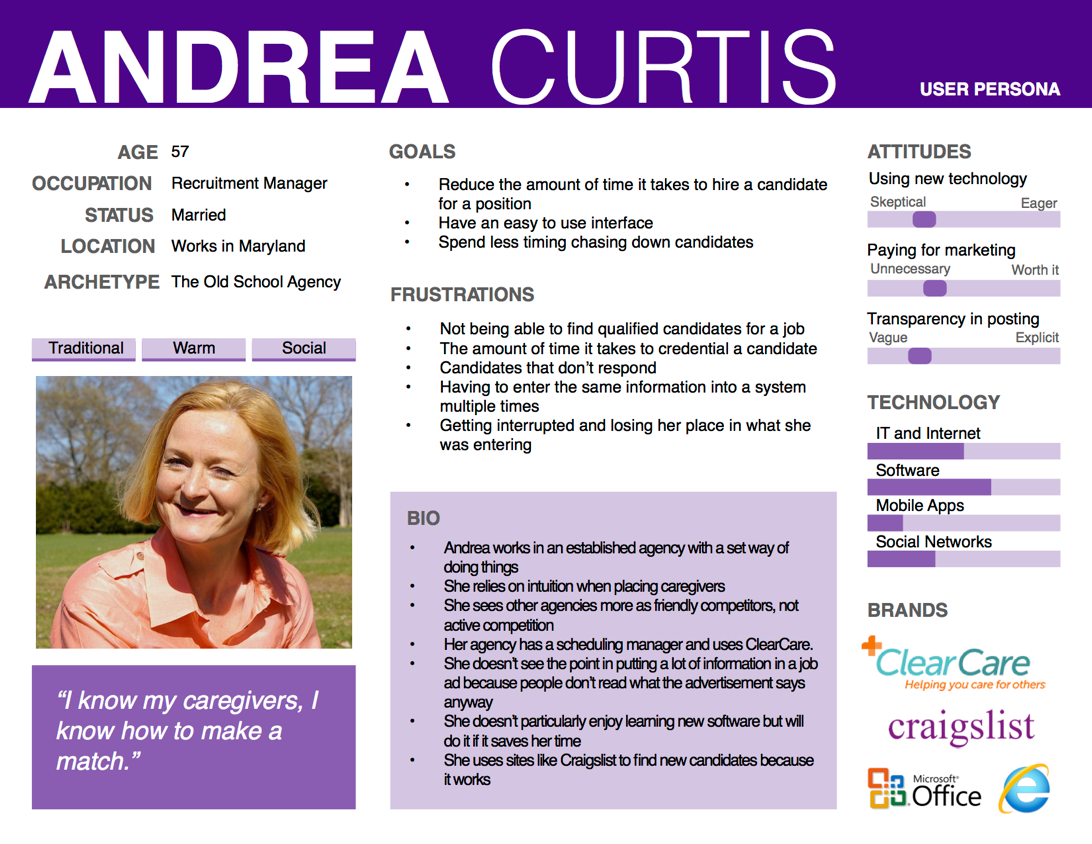 ANDREA CURTIS
USER PERSONA
AGE 57
OCCUPATION Recruitment Manager
STATUS Married
LOCATION Works in Maryland
ARCHETYPE The Old School Agency
Traditional Warm Social
“I know my caregivers, I
know how to make a
match.”
GOALS
• Reduce the amount of time it takes to hire a candidate
for a position
• Have an easy to use interface
• Spend less timing chasing down candidates
FRUSTRATIONS
• Not being able to find qualified candidates for a job
• The amount of time it takes to credential a candidate
• Candidates that don’t respond
• Having to enter the same information into a system
multiple times
• Getting interrupted and losing her place in what she
was entering
BIO
• Andrea works in an established agency with a set way of
doing things
• She relies on intuition when placing caregivers
• She sees other agencies more as friendly competitors, not
active competition
• Her agency has a scheduling manager and uses ClearCare.
• She doesn’t see the point in putting a lot of information in a job
ad because people don’t read what the advertisement says
anyway
• She doesn’t particularly enjoy learning new software but will
do it if it saves her time
• She uses sites like Craigslist to find new candidates because
it works
ATTITUDES
Using new technology
Skeptical Eager
Paying for marketing
Unnecessary Worth it
Transparency in posting
Vague Explicit
TECHNOLOGY
IT and Internet
Software
Mobile Apps
Social Networks
BRANDS
ClearCare
Helping you care for others
craigslist
Microsoft®
Office